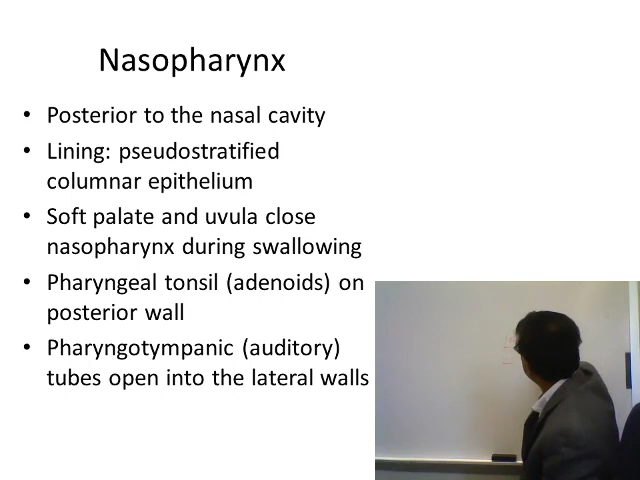 Nasopharynx
• Posterior to the nasal cavity
• Lining: pseudostratified
columnar epithelium
• Soft palate and uvula close
nasopharynx during swallowing
• Pharyngeal tonsil (adenoids) on
posterior wall
• Pharyngotympanic (auditory)
tubes open into the lateral walls